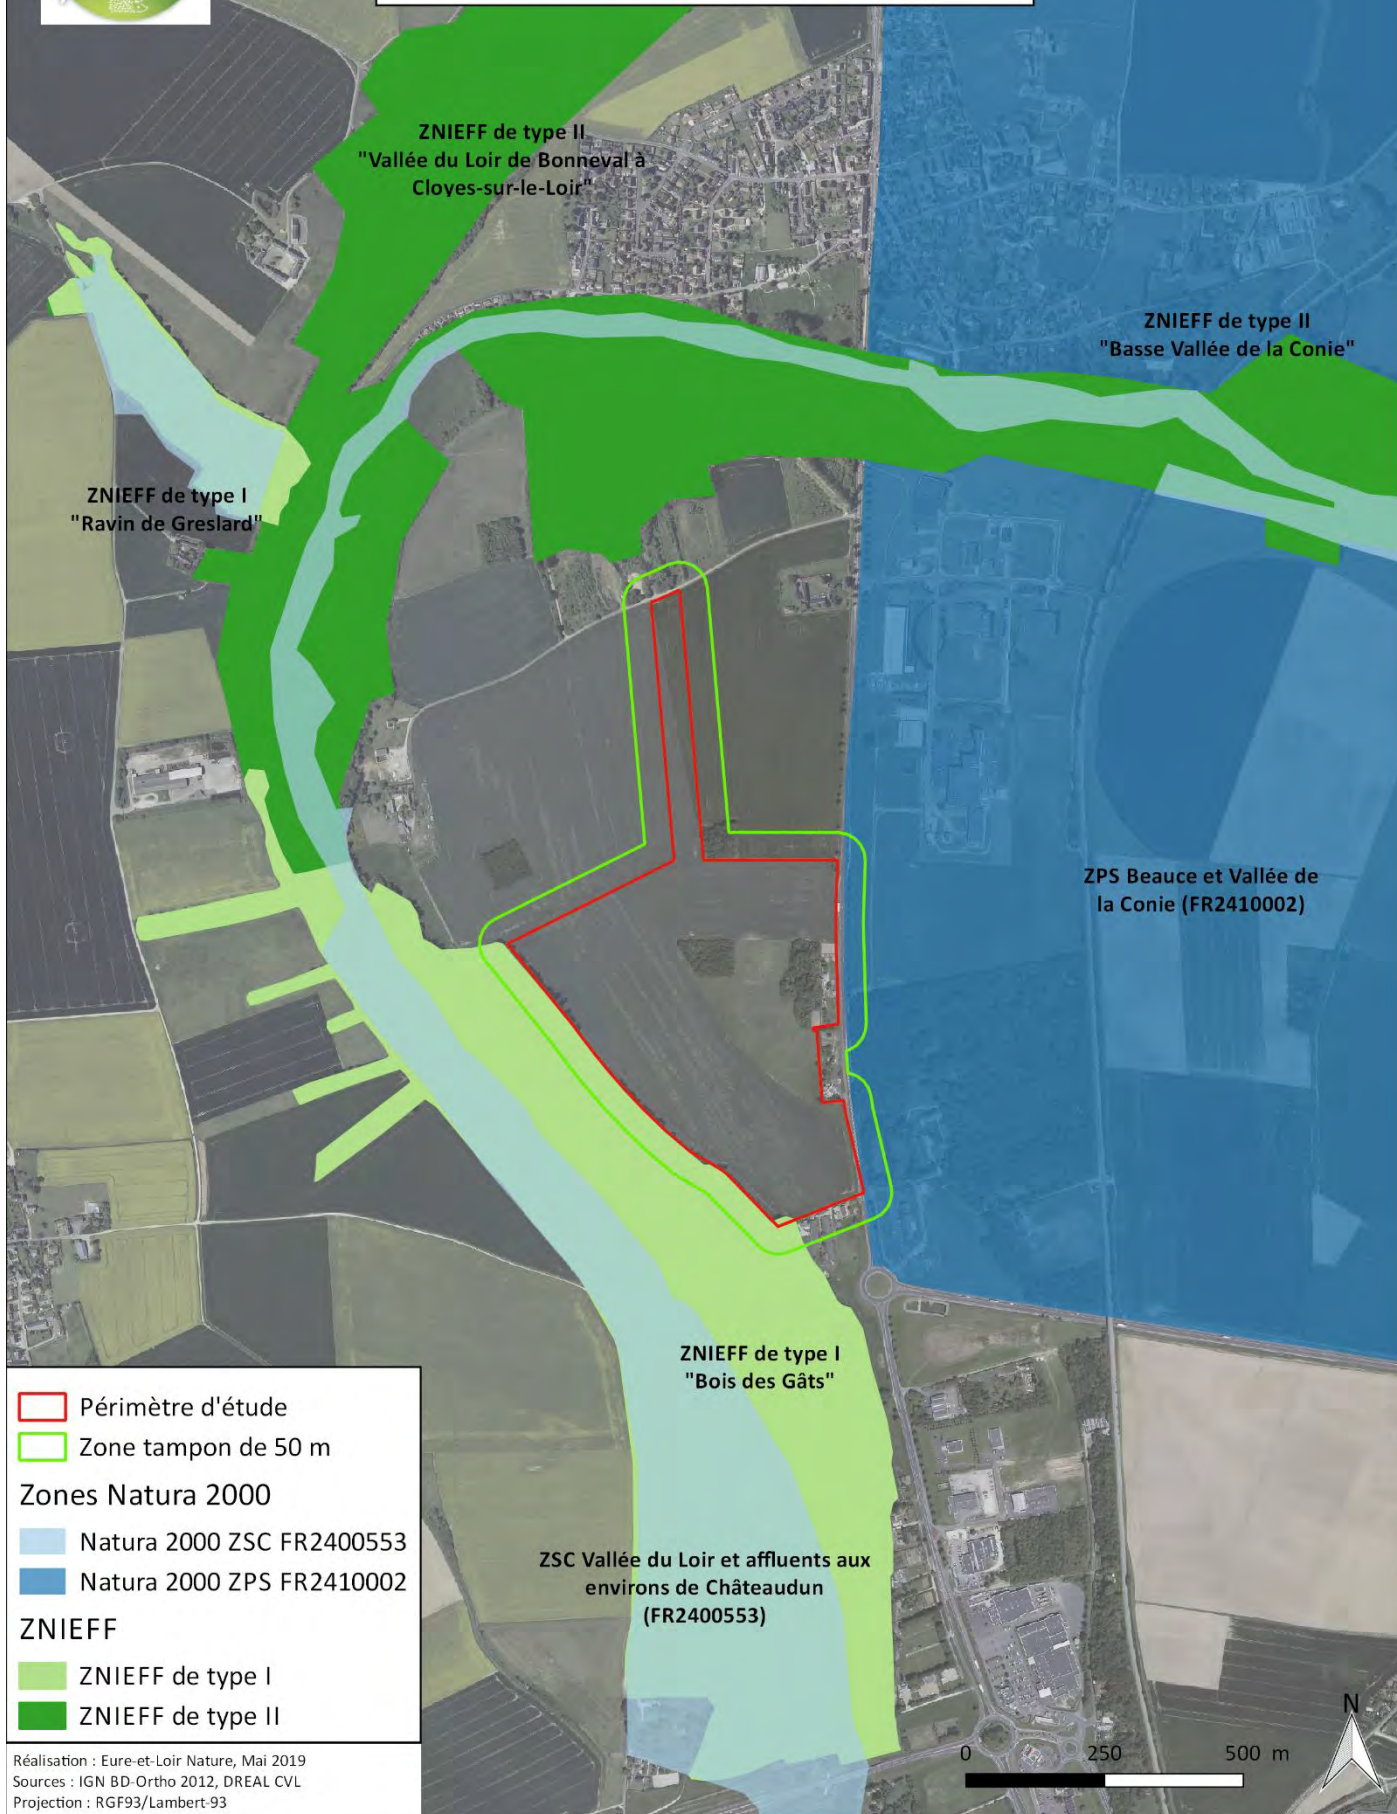 ZNIEFF de type II
"Vallée du Loir de Bonneval à
Cloyes-sur-le-Loir"
ZNIEFF de type II
"Basse Vallée de la Conie"
ZNIEFF de type I
"Ravin de Greslard"
ZPS Beauce et Vallée de
la Conie (FR2410002)
ZNIEFF de type I
"Bois des Gâts"
ZSC Vallée du Loir et affluents aux
environs de Châteaudun
(FR2400553)
Périmètre d'étude
Zone tampon de 50 m
Zones Natura 2000
Natura 2000 ZSC FR2400553
Natura 2000 ZPS FR2410002
ZNIEFF
ZNIEFF de type I
ZNIEFF de type II
Réalisation : Eure-et-Loir Nature, Mai 2019
Sources : IGN BD-Ortho 2012, DREAL CVL
Projection : RGF93/Lambert-93
0 250 500 m
N